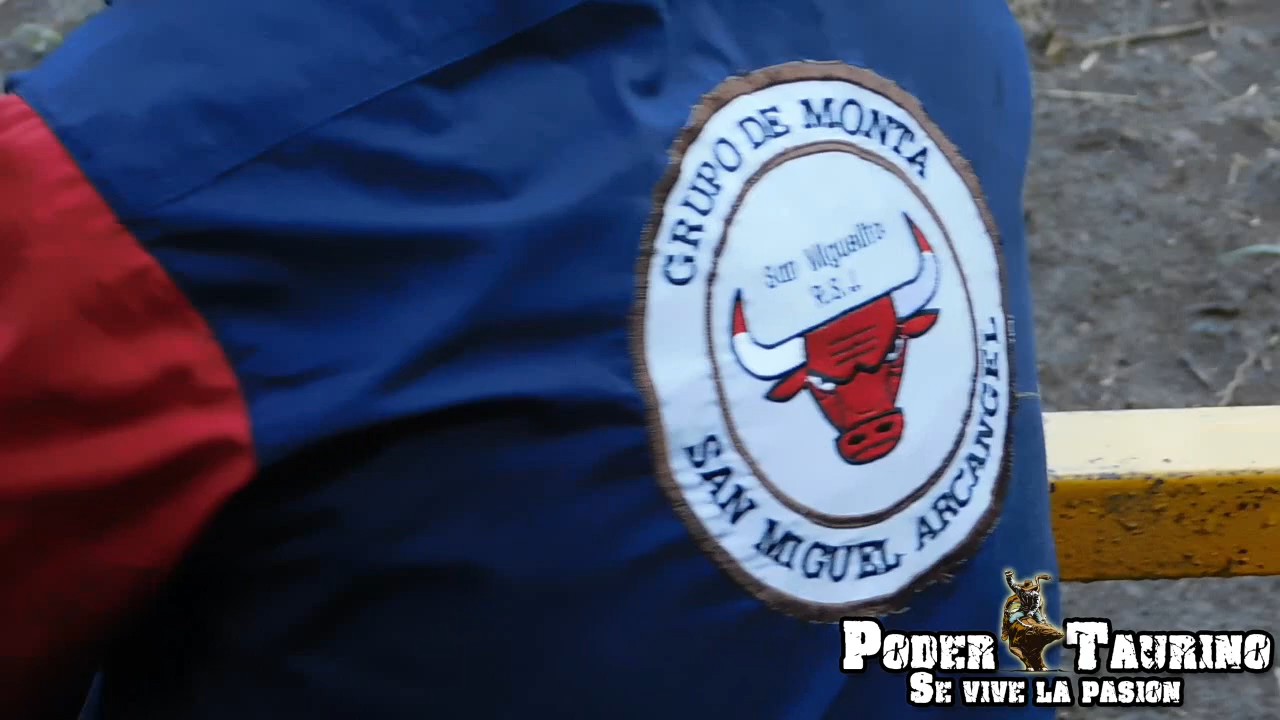 GRUPO DE MONTA
San Miguelito
R.S.J
SAN MIGUEL ARCANGEL
PODER TAURINO
SE VIVE LA PASION